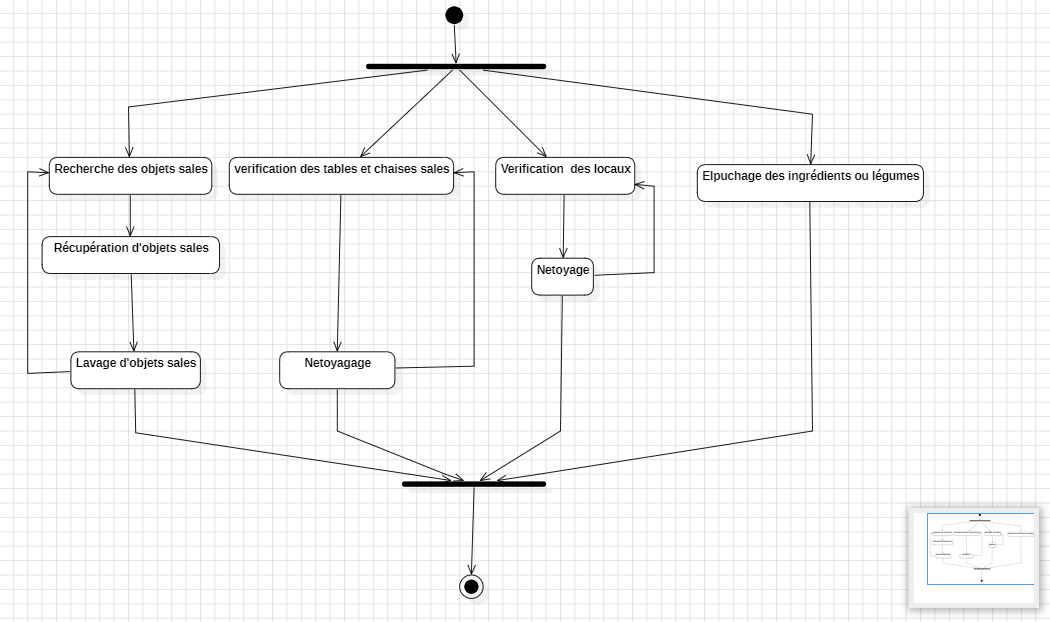 Recherche des objets sales
verification des tables et chaises sales
Verification  des locaux
Elpuchage des ingrédients ou légumes
Récupération d'objets sales
Netoyage
Lavage d'objets sales
Netoyagage